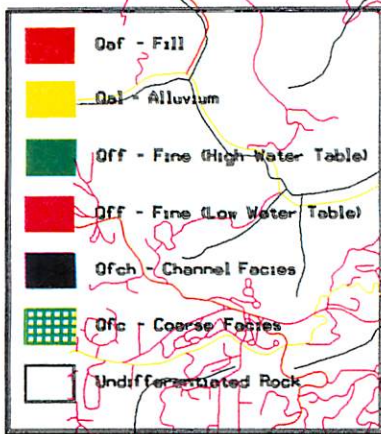 Qaf - Fill
Qal - Alluvium
Qff - Fine (High Water Table)
Qff - Fine (Low Water Table)
Qfch - Channel Facies
Qfc - Coarse Facies
Undifferentiated Rock